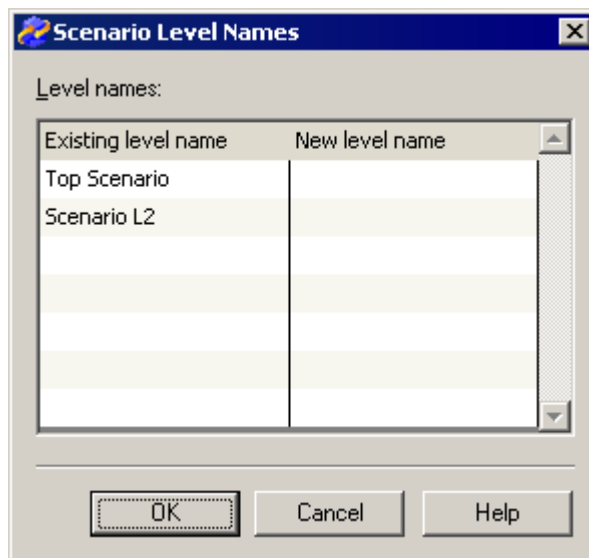 Scenario Level Names
Level names:
Existing level name New level name
Top Scenario
Scenario L2
OK Cancel Help